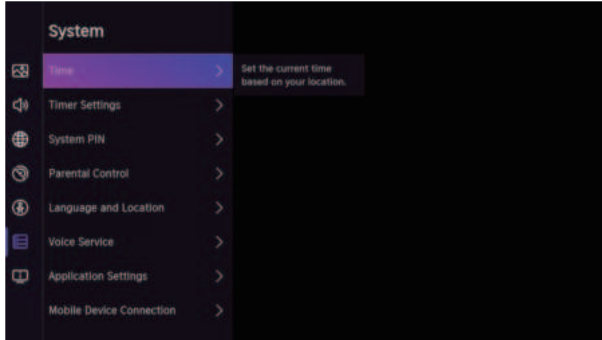 System
Time
Set the current time
based on your location.
Timer Settings
System PIN
Parental Control
Language and Location
Voice Service
Application Settings
Mobile Device Connection